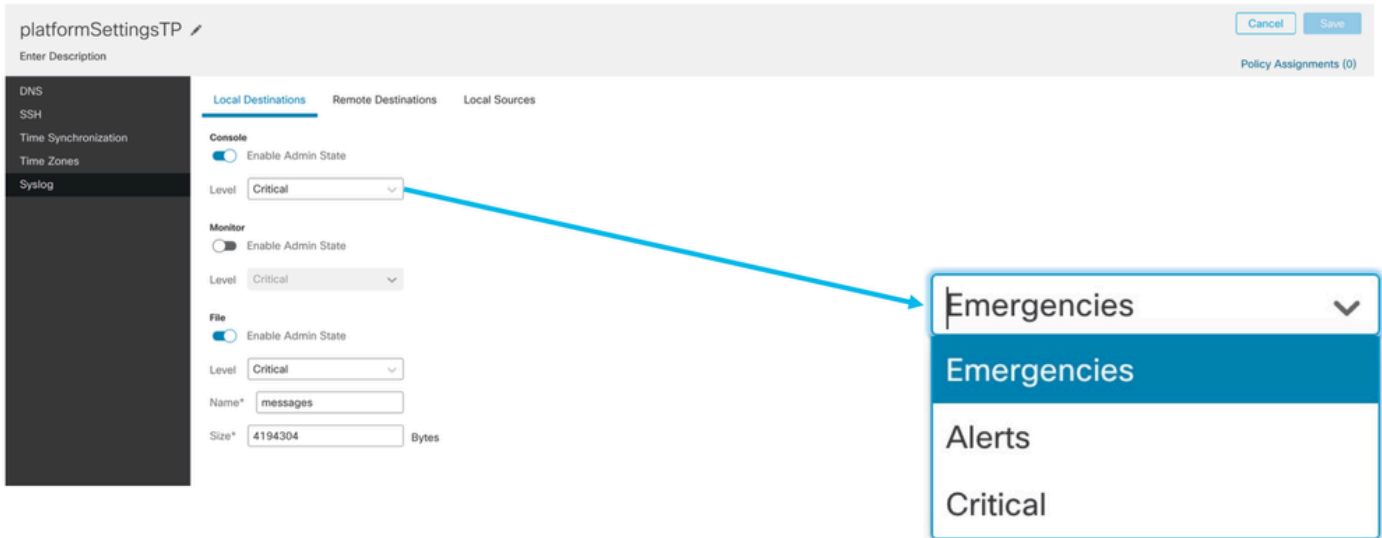 platformSettingsTP
Enter Description
Cancel
Save
Policy Assignments (0)
DNS
SSH
Time Synchronization
Time Zones
Syslog
Local Destinations Remote Destinations Local Sources
Console
Enable Admin State
Level Critical
Monitor
Enable Admin State
Level Critical
File
Enable Admin State
Level Critical
Name* messages
Size* 4194304 Bytes
Emergencies
Emergencies
Alerts
Critical